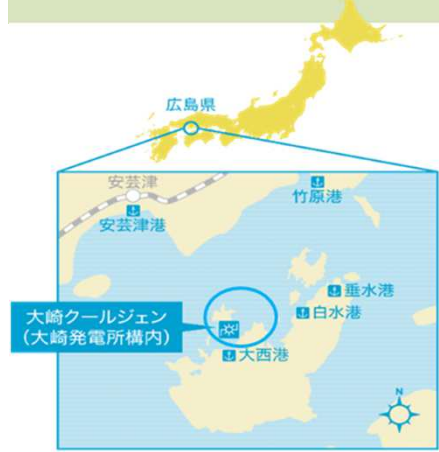 広島県
安芸津
安芸津港
竹原港
垂水港
白水港
大崎クールジェン
(大崎発電所構内)
大西港
N